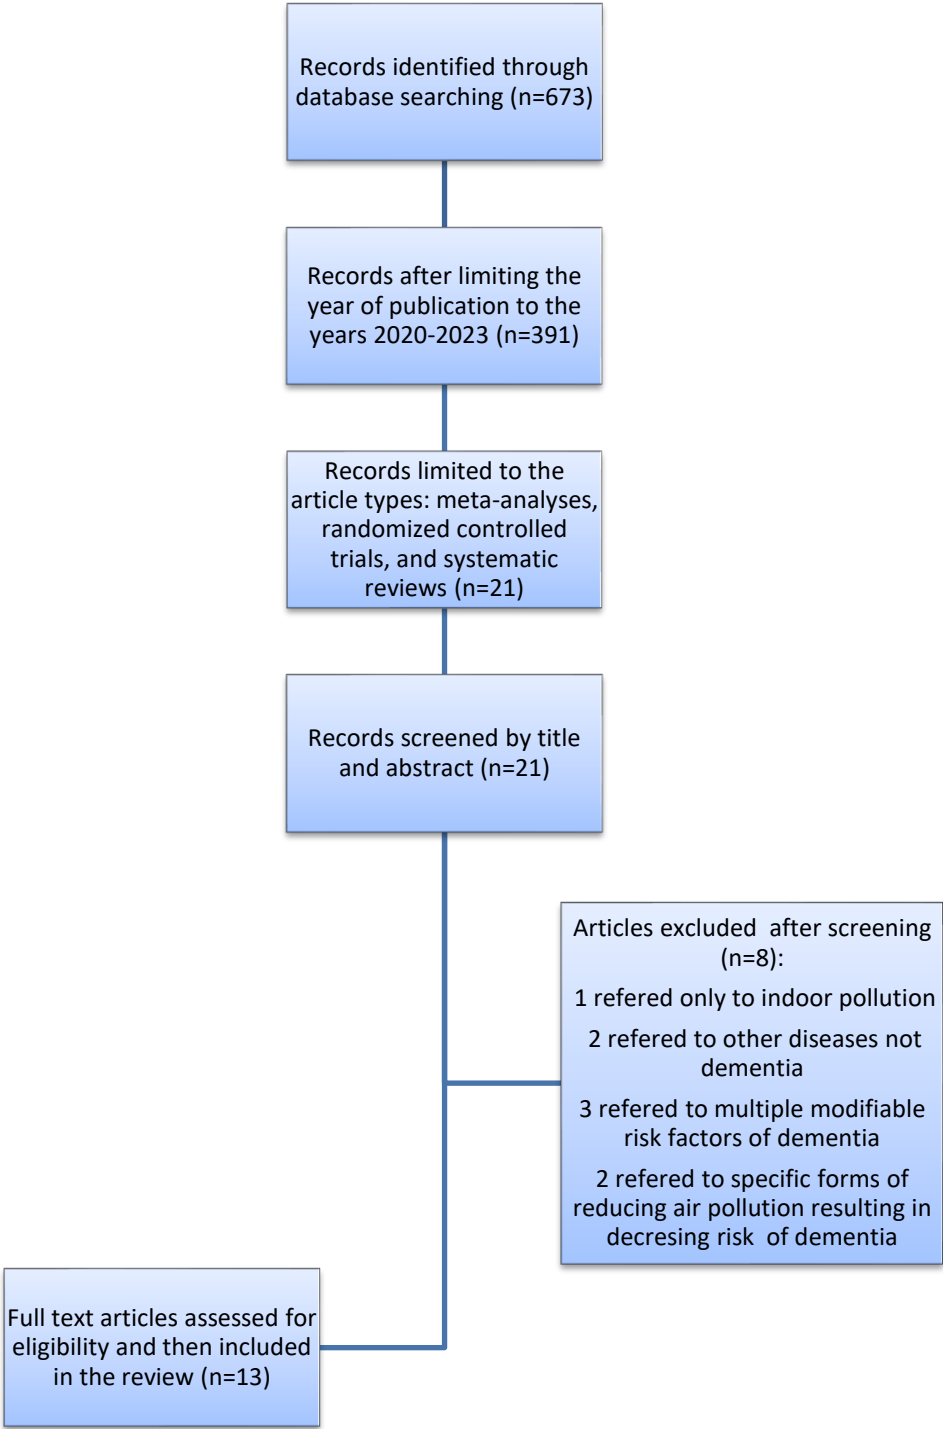 Records identified through
database searching (n=673)
Records after limiting the
year of publication to the
years 2020-2023 (n=391)
Records limited to the
article types: meta-analyses,
randomized controlled
trials, and systematic
reviews (n=21)
Records screened by title
and abstract (n=21)
Articles excluded  after screening
(n=8):
1 refered only to indoor pollution
2 refered to other diseases not
dementia
3 refered to multiple modifiable
risk factors of dementia
2 refered to specific forms of
reducing air pollution resulting in
decresing risk  of dementia
Full text articles assessed for
eligibility and then included
in the review (n=13)